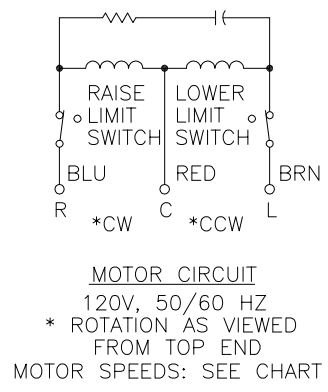 RAISE LOWER
LIMIT LIMIT
SWITCH SWITCH
BLU RED BRN
R C L
*CW *CCW
MOTOR CIRCUIT
120V, 50/60 HZ
* ROTATION AS VIEWED
FROM TOP END
MOTOR SPEEDS: SEE CHART